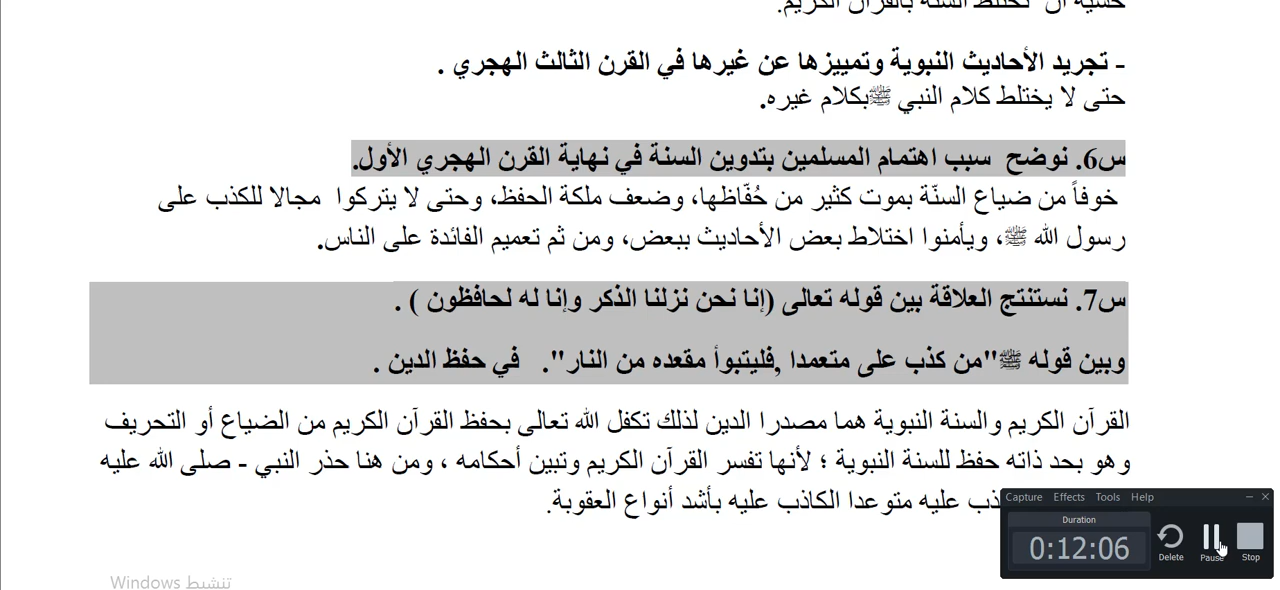 خشية أن تختلط السنة بالقرآن الكريم.
- تجريد الأحاديث النبوية وتمييزها عن غيرها في القرن الثالث الهجري .
حتى لا يختلط كلام النبي ﷺبكلام غيره.
س6. نوضح سبب اهتمام المسلمين بتدوين السنة في نهاية القرن الهجري الأول.
خوفاً من ضياع السنّة بموت كثير من حُفّاظها، وضعف ملكة الحفظ، وحتى لا يتركوا مجالا للكذب على
رسول الله ﷺ، ويأمنوا اختلاط بعض الأحاديث ببعض، ومن ثم تعميم الفائدة على الناس.
س7. نستنتج العلاقة بين قوله تعالى (إنا نحن نزلنا الذكر وإنا له لحافظون ) .
وبين قوله ﷺ"من كذب على متعمدا ,فليتبوأ مقعده من النار". في حفظ الدين .
القرآن الكريم والسنة النبوية هما مصدرا الدين لذلك تكفل الله تعالى بحفظ القرآن الكريم من الضياع أو التحريف
وهو بحد ذاته حفظ للسنة النبوية ؛ لأنها تفسر القرآن الكريم وتبين أحكامه ، ومن هنا حذر النبي - صلى الله عليه
عليه متوعدا الكاذب عليه بأشد أنواع العقوبة.
Capture Effects Tools Help
Duration
0:12:06
Delete Pause Stop
تنشيط Windows